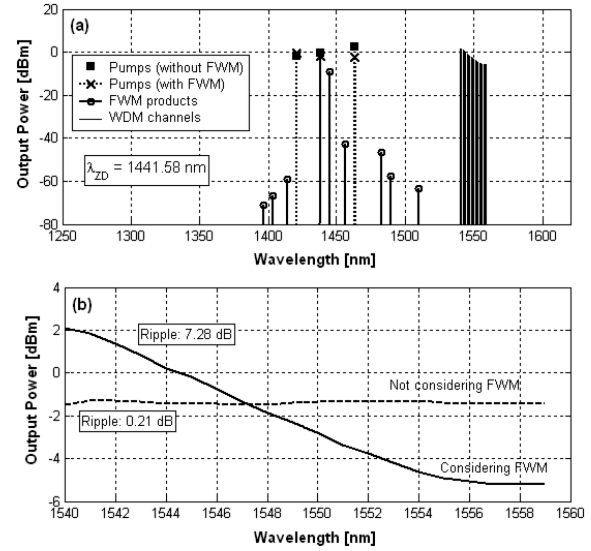 (a)
Output Power [dBm]
20
0
-20
-40
-60
-80
Pumps (without FWM)
Pumps (with FWM)
FWM products
WDM channels
λZD = 1441.58 nm
1250 1300 1350 1400 1450 1500 1550 1600
Wavelength [nm]
(b)
Output Power [dBm]
4
2
0
-2
-4
-6
Ripple: 7.28 dB
Not considering FWM
Ripple: 0.21 dB
Considering FWM
1540 1542 1544 1546 1548 1550 1552 1554 1556 1558 1560
Wavelength [nm]